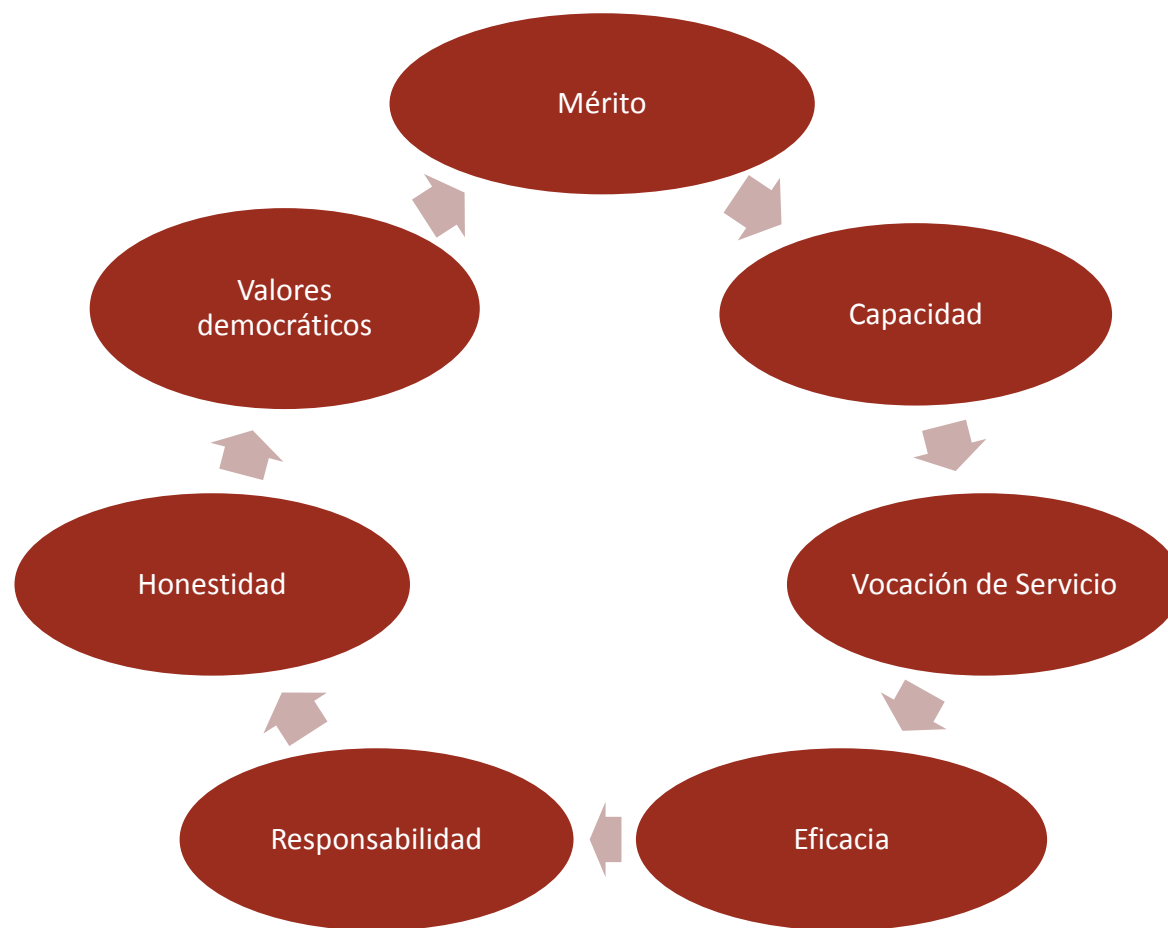 Mérito
Capacidad
Vocación de Servicio
Eficacia
Responsabilidad
Honestidad
Valores
democráticos